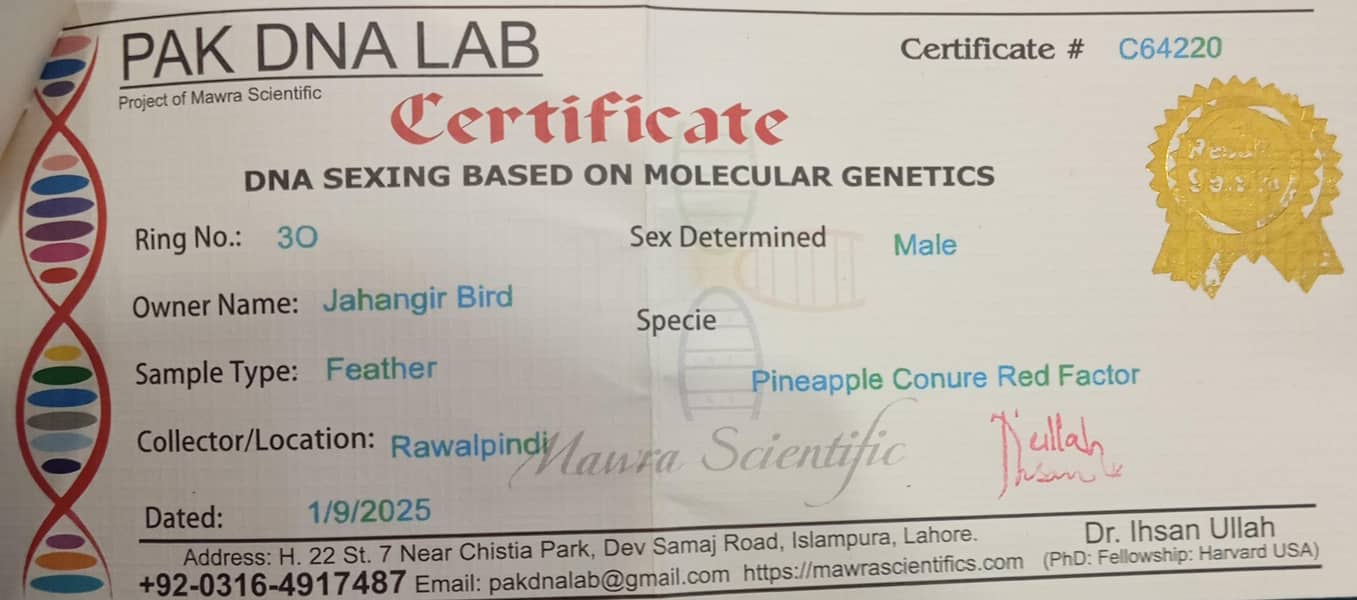 PAK DNA LAB
Certificate # C64220
Project of Mawra Scientific
Certificate
DNA SEXING BASED ON MOLECULAR GENETICS
Ring No.: 30
Sex Determined Male
Owner Name: Jahangir Bird
Specie
Sample Type: Feather
Pineapple Conure Red Factor
Collector/Location: Rawalpindi
Mawra Scientific
Dated: 1/9/2025
Dr. Ihsan Ullah
(PhD: Fellowship: Harvard USA)
Address: H. 22 St. 7 Near Chistia Park, Dev Samaj Road, Islampura, Lahore.
+92-0316-4917487 Email: pakdnalab@gmail.com https://mawrascientifics.com